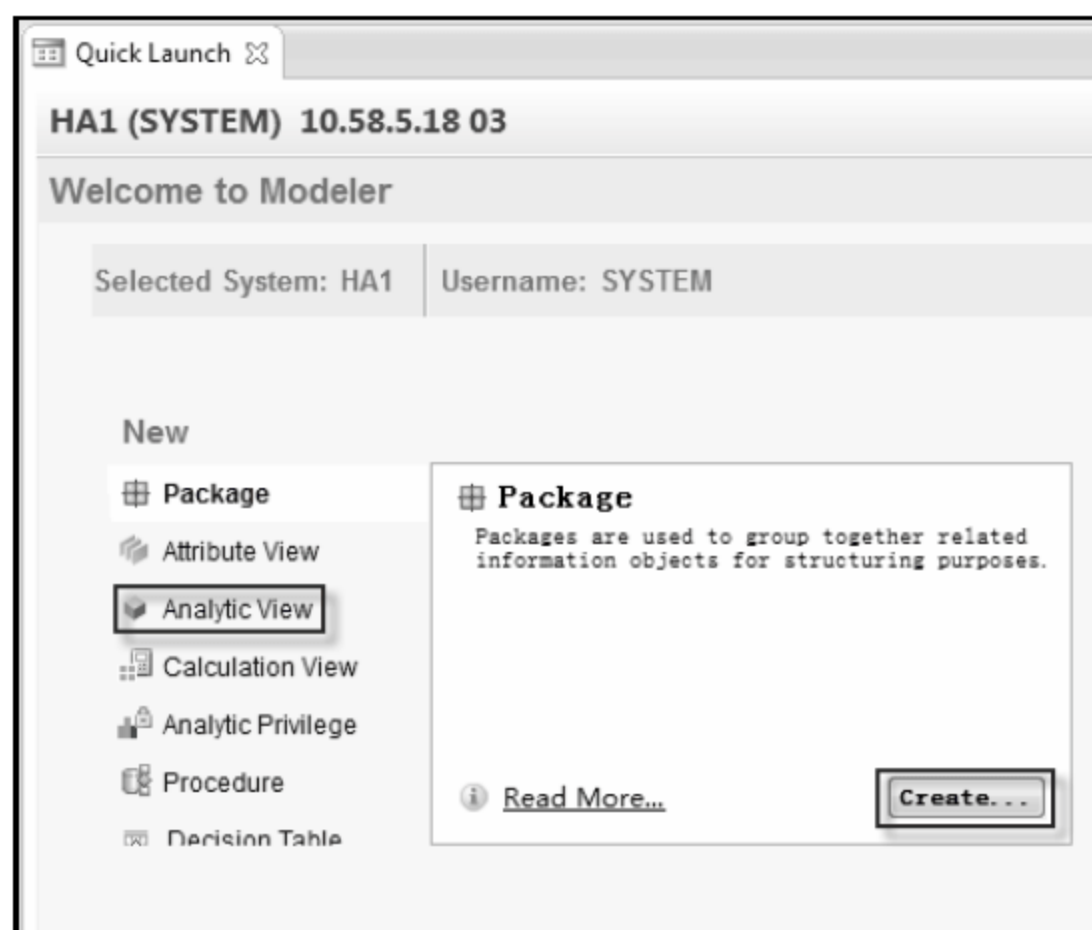 Quick Launch
HA1 (SYSTEM) 10.58.5.18 03
Welcome to Modeler
Selected System: HA1
Username: SYSTEM
New
Package
Attribute View
Analytic View
Calculation View
Analytic Privilege
Procedure
Decision Table
Package
Packages are used to group together related
information objects for structuring purposes.
Read More...
Create...